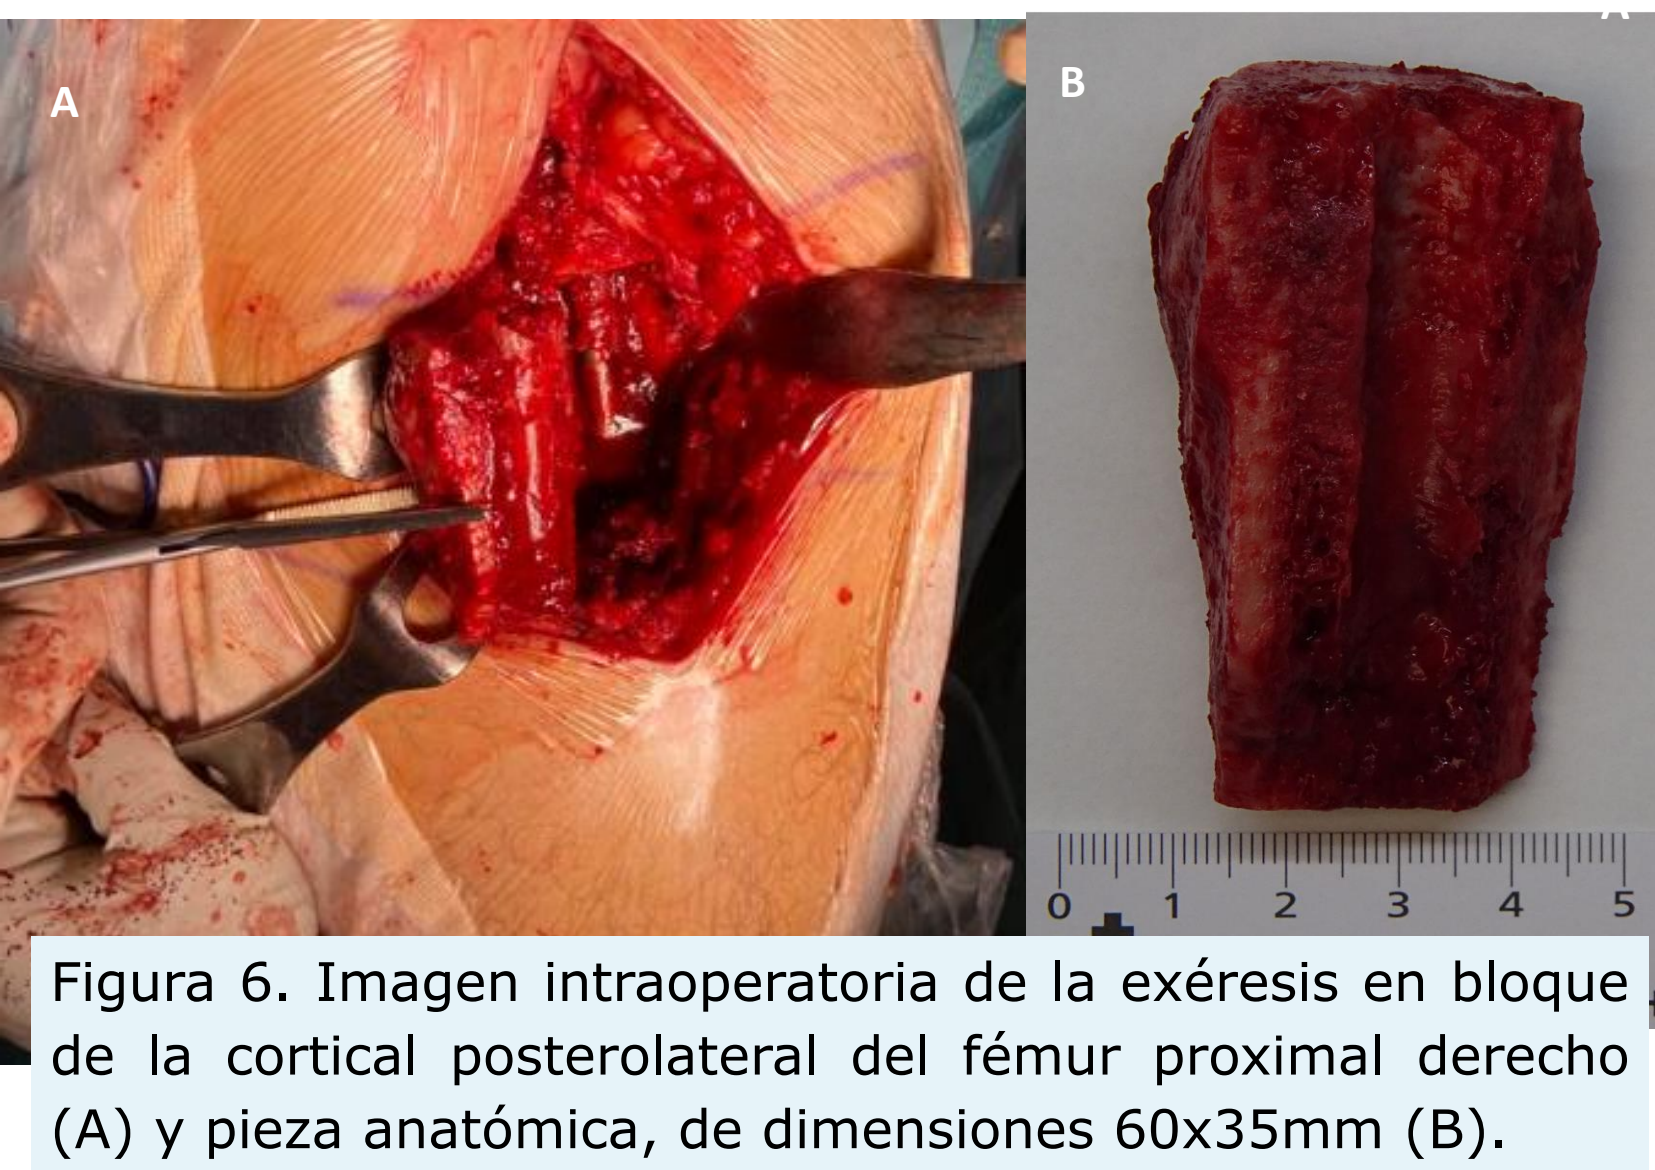 A
B
0 1 2 3 4 5
Figura 6. Imagen intraoperatoria de la exéresis en bloque
de la cortical posterolateral del fémur proximal derecho
(A) y pieza anatómica, de dimensiones 60x35mm (B).